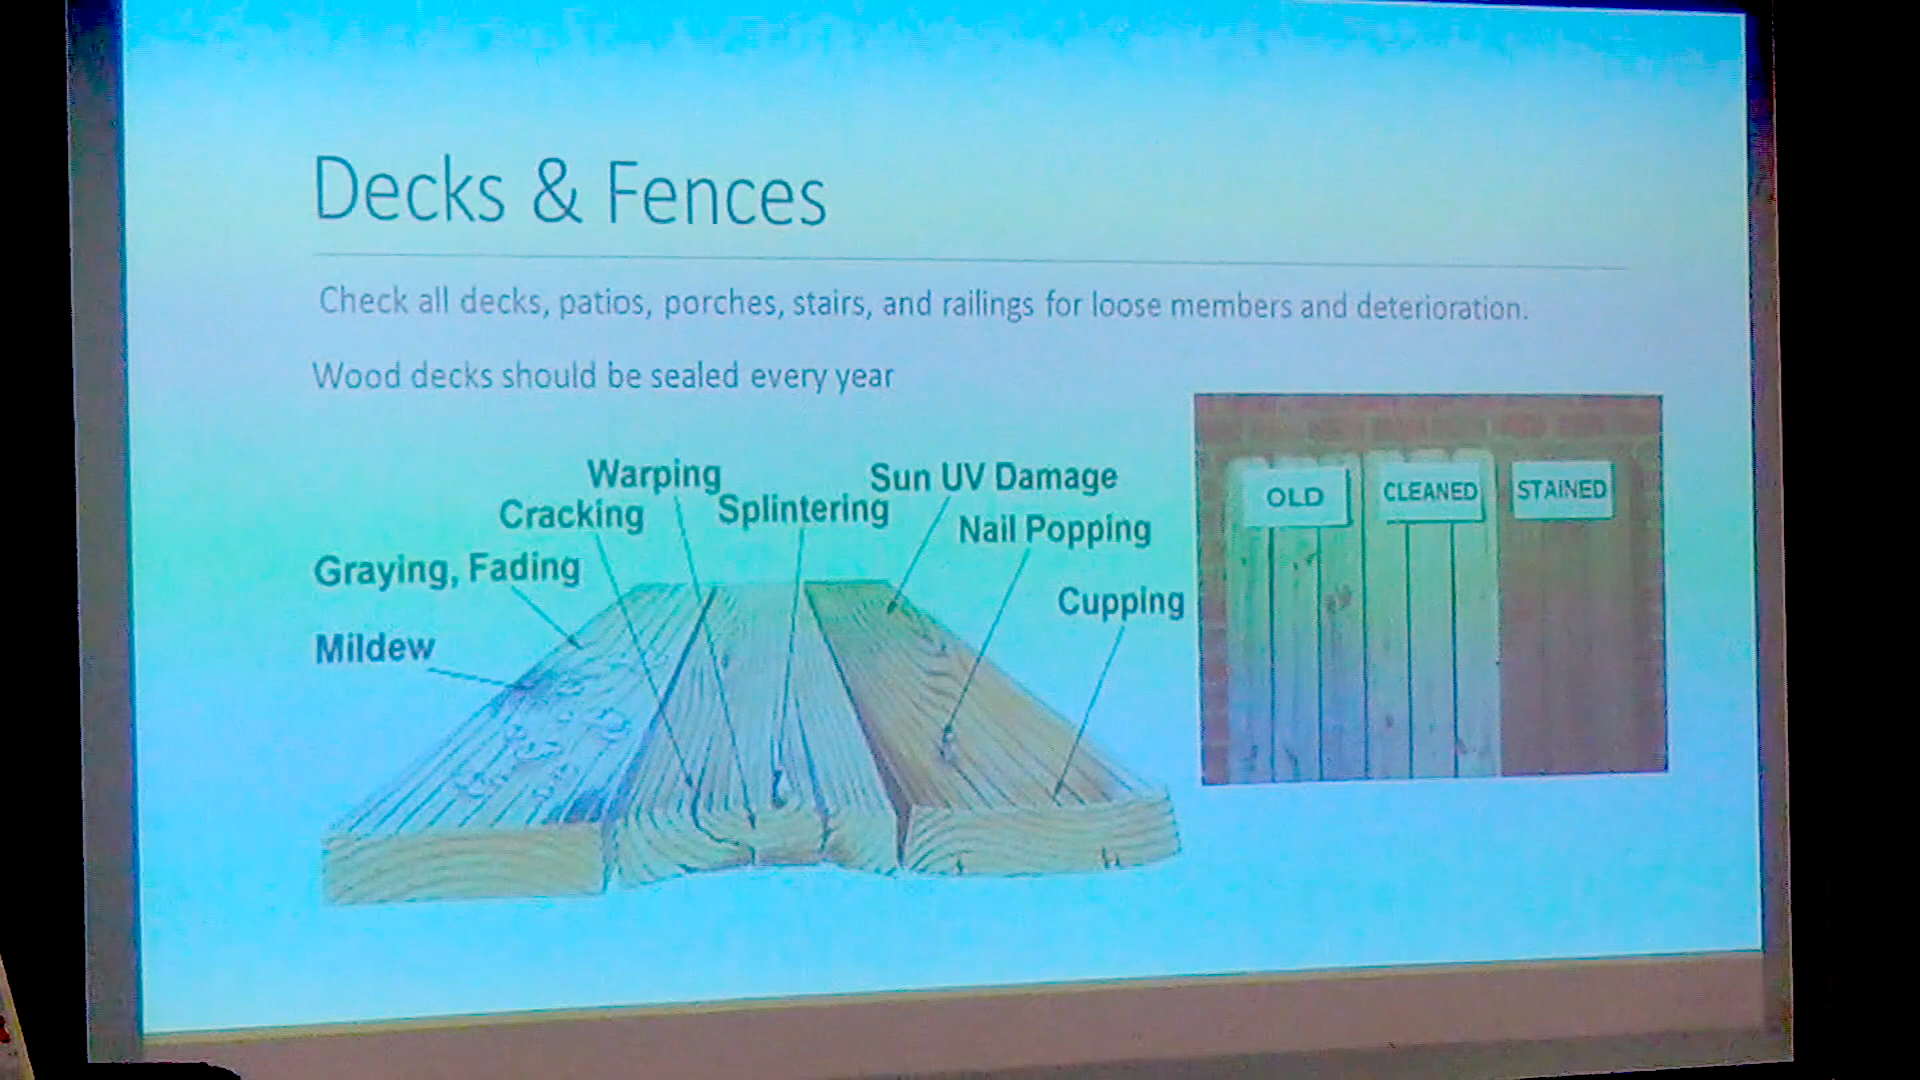 Decks & Fences
Check all decks, patios, porches, stairs, and railings for loose members and deterioration.
Wood decks should be sealed every year
Warping
Sun UV Damage
Cracking
Splintering
Nail Popping
Graying, Fading
Cupping
Mildew
OLD
CLEANED
STAINED